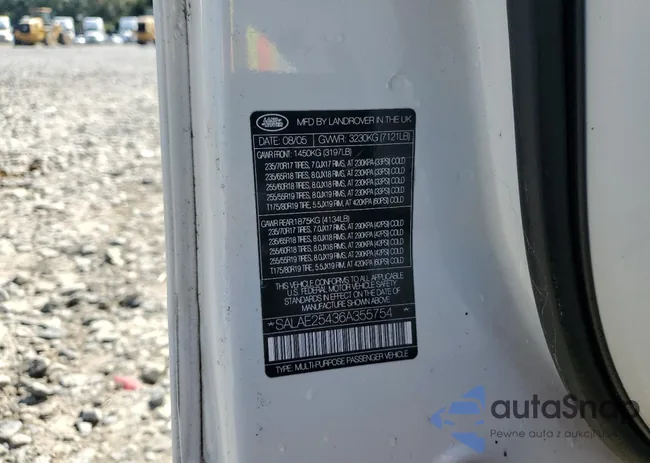 LAND ROVER
MFD BY LANDROVER IN THE UK
DATE: 08/05 GVWR: 3230KG (7121LB)
GAWR FRONT: 1450KG (3197LB)
235/70R17 TIRES, 7.0JX17 RIMS, AT 230KPA (33PSI) COLD
235/65R18 TIRES, 8.0JX18 RIMS, AT 230KPA (33PSI) COLD
255/60R18 TIRES, 8.0JX18 RIMS, AT 230KPA (33PSI) COLD
255/55R19 TIRES, 8.0JX19 RIMS, AT 230KPA (33PSI) COLD
T175/80R19 TIRE, 5.5JX19 RIM, AT 420KPA (60PSI) COLD
GAWR REAR 1875KG (4134LB)
235/70R17 TIRES, 7.0JX17 RIMS, AT 290KPA (42PSI) COLD
235/65R18 TIRES, 8.0JX18 RIMS, AT 290KPA (42PSI) COLD
255/60R18 TIRES, 8.0JX18 RIMS, AT 290KPA (42PSI) COLD
255/55R19 TIRES, 8.0JX19 RIMS, AT 290KPA (42PSI) COLD
T175/80R19 TIRE, 5.5JX19 RIM, AT 420KPA (60PSI) COLD
THIS VEHICLE CONFORMS TO ALL APPLICABLE
U.S. FEDERAL MOTOR VEHICLE SAFETY
STANDARDS IN EFFECT ON THE DATE OF
MANUFACTURE SHOWN ABOVE.
*SALAE25436A355754*
TYPE: MULTI-PURPOSE PASSENGER VEHICLE
autaSnap
Pewne auta z aukcji